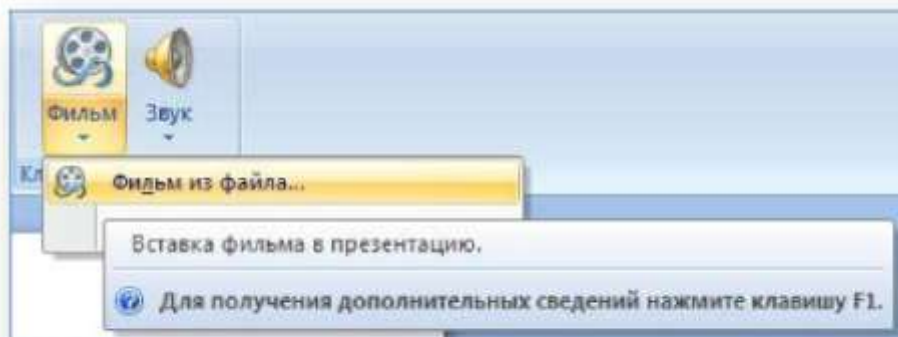 Фильм Звук
Кл
Фильм из файла...
Вставка фильма в презентацию.
Для получения дополнительных сведений нажмите клавишу F1.